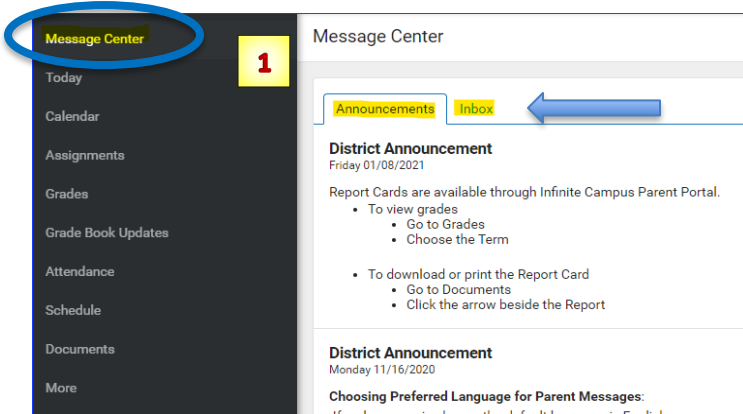 Message Center
1
Today
Calendar
Assignments
Grades
Grade Book Updates
Attendance
Schedule
Documents
More
Message Center
Announcements Inbox
District Announcement
Friday 01/08/2021
Report Cards are available through Infinite Campus Parent Portal.
• To view grades
• Go to Grades
• Choose the Term
• To download or print the Report Card
• Go to Documents
• Click the arrow beside the Report
District Announcement
Monday 11/16/2020
Choosing Preferred Language for Parent Messages: